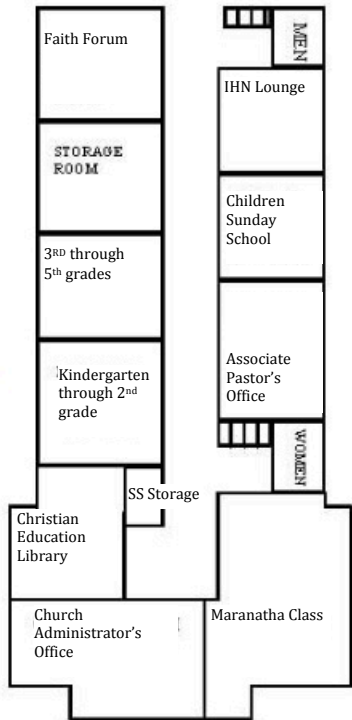 Faith Forum
MEN
IHN Lounge
STORAGE
ROOM
Children
Sunday
School
3RD through
5th grades
Associate
Pastor's
Office
Kindergarten
through 2nd
grade
WOMEN
SS Storage
Christian
Education
Library
Church
Administrator's
Office
Maranatha Class